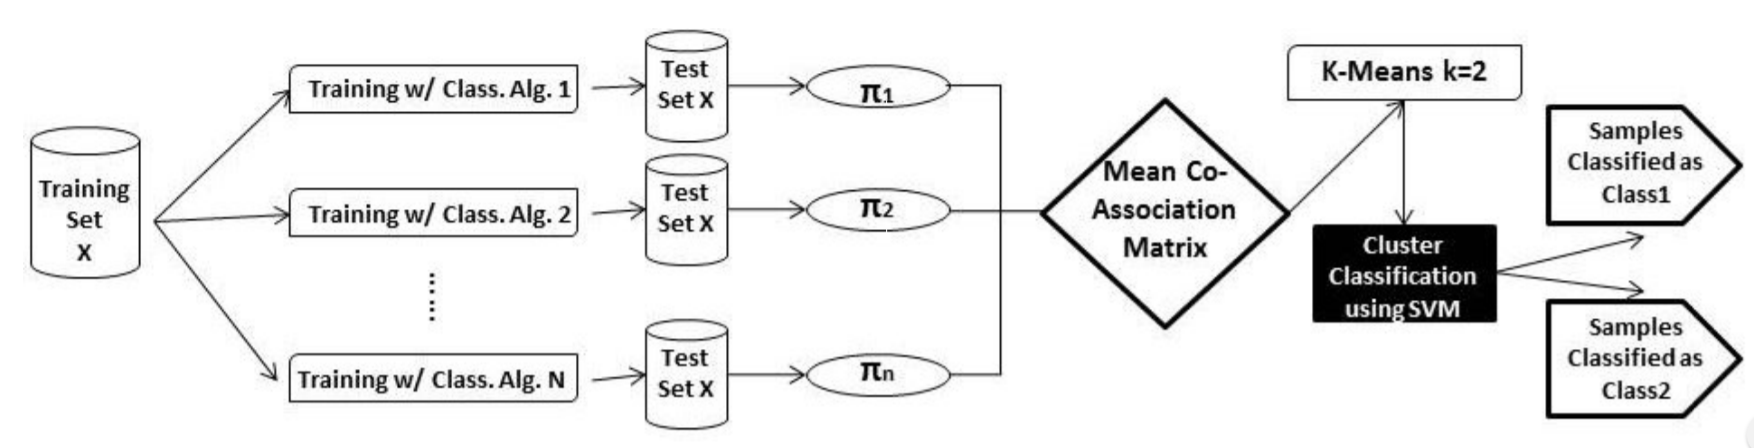 Training
Set
X
Training w/ Class. Alg. 1
Test
Set X
π1
Training w/ Class. Alg. 2
Test
Set X
π2
Training w/ Class. Alg. N
Test
Set X
πn
Mean Co-
Association
Matrix
K-Means k=2
Cluster
Classification
using SVM
Samples
Classified as
Class1
Samples
Classified as
Class2